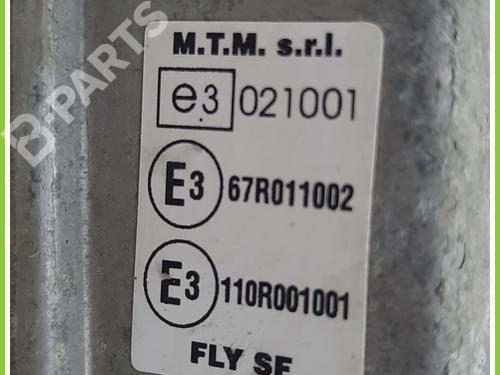 M.T.M. s.r.l.
e3 021001
E3 67R011002
E3 110R001001
FLY SF
B-PARTS